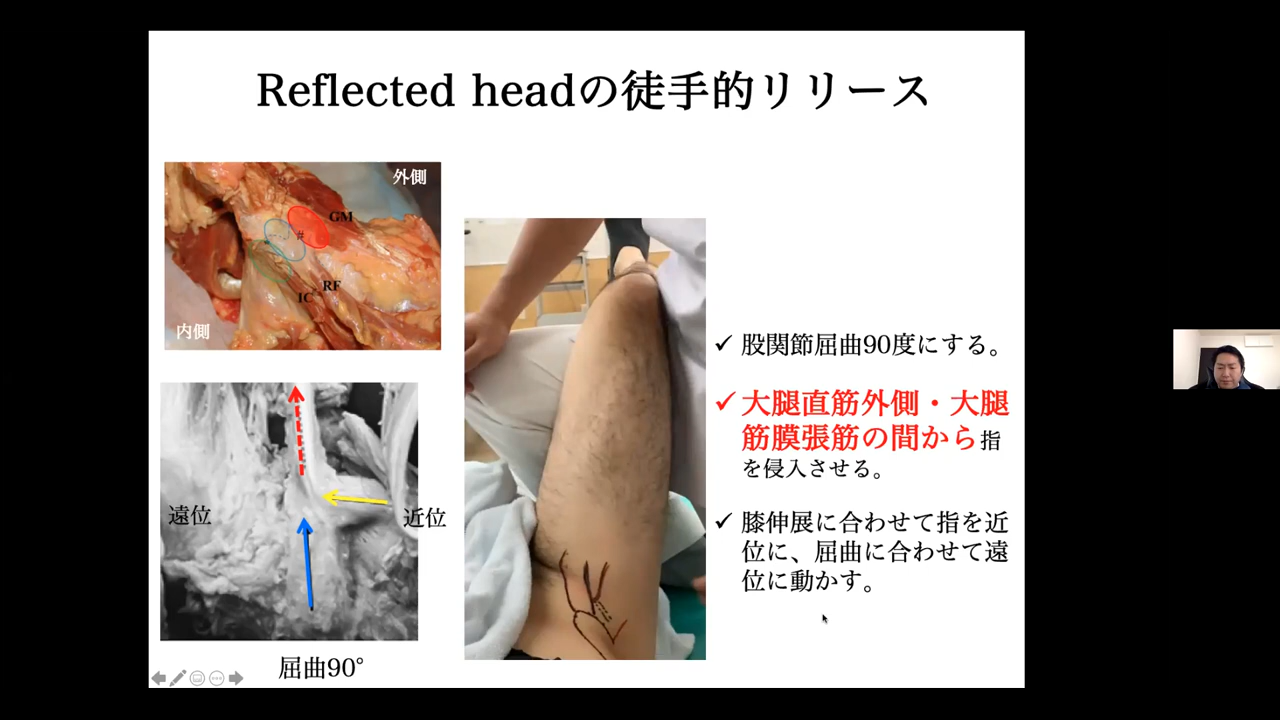 Reflected headの徒手的リリース
外側
GM
#
*
RF
IC
内側
遠位
近位
屈曲90°
✓ 股関節屈曲90度にする。
✓ 大腿直筋外側・大腿
筋膜張筋の間から指
を侵入させる。
✓ 膝伸展に合わせて指を近
位に、屈曲に合わせて遠
位に動かす。